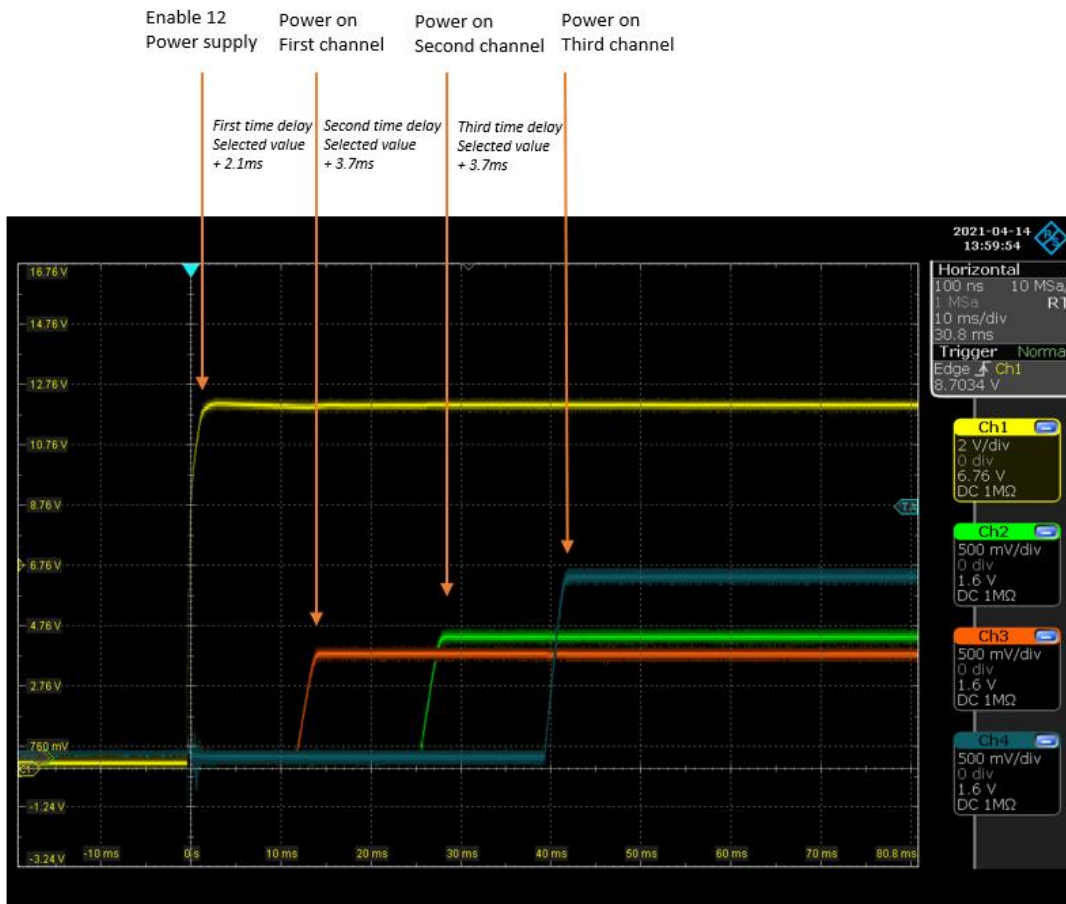 Enable 12
Power supply
Power on
First channel
Power on
Second channel
Power on
Third channel
First time delay
Selected value
+ 2.1ms
Second time delay
Selected value
+ 3.7ms
Third time delay
Selected value
+ 3.7ms
2021-04-14
13:59:54
Horizontal
100 ns 10 MSa/
1 MSa RT
10 ms/div
30.8 ms
Trigger Norma
Edge Ch1
8.7034 V
Ch1
2 V/div
0 div
6.76 V
DC 1MΩ
Ch2
500 mV/div
0 div
1.6 V
DC 1MΩ
Ch3
500 mV/div
0 div
1.6 V
DC 1MΩ
Ch4
500 mV/div
0 div
1.6 V
DC 1MΩ
16.76 V
14.76 V
12.76 V
10.76 V
8.76 V
TA
6.76 V
4.76 V
2.76 V
760 mV
C1
-1.24 V
-3.24 V
-10 ms
0 s
10 ms
20 ms
30 ms
40 ms
50 ms
60 ms
70 ms
80.8 ms